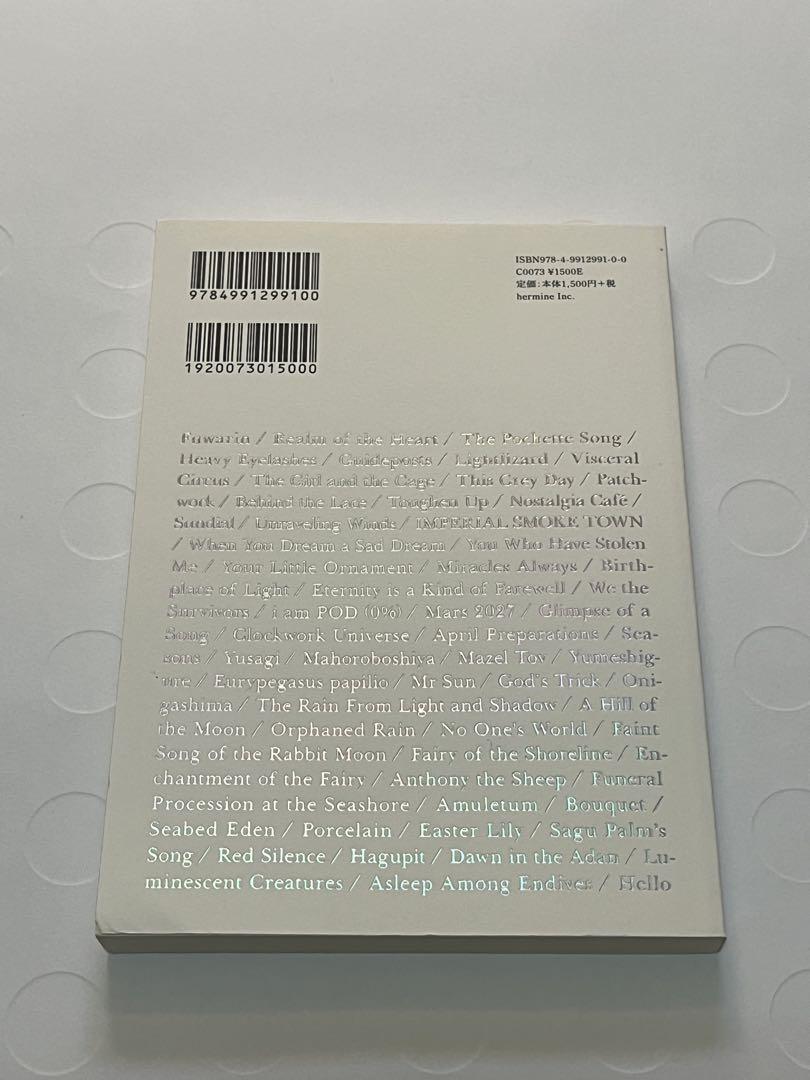 9784991299100
ISBN978-4-9912991-0-0
C0073 ¥1500E
定価:本体1,500円+税
hermine Inc.
1920073015000
Fuwarin / Realm of the Heart / The Pochette Song /
Heavy Eyelashes / Guideposts / Lightlizard / Visceral
Circus / The Girl and the Cage / This Grey Day / Patch-
work / Behind the Lace / Toughen Up / Nostalgia Café /
Sundial / Unraveling Winds / IMPERIAL SMOKE TOWN
/ When You Dream a Sad Dream / You Who Have Stolen
Me / Your Little Ornament / Miracles Always / Birth-
place of Light / Eternity is a Kind of Farewell / We the
Survivors / i am POD (0%) / Mars 2027 / Glimpse of a
Song / Clockwork Universe / April Preparations / Sea-
sons / Yusagi / Mahoroboshiya / Mazel Tov / Yumeshig-
ure / Eurypegasus papilio / Mr Sun / God's Trick / Oni-
gashima / The Rain From Light and Shadow / A Hill of
the Moon / Orphaned Rain / No One's World / Faint
Song of the Rabbit Moon / Fairy of the Shoreline / En-
chantment of the Fairy / Anthony the Sheep / Funeral
Procession at the Seashore / Amuletum / Bouquet /
Seabed Eden / Porcelain / Easter Lily / Sagu Palm's
Song / Red Silence / Hagupit / Dawn in the Adan / Lu-
minescent Creatures / Asleep Among Endives / Hello